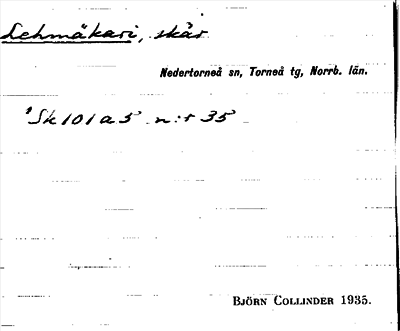 Lehmäkari, skär.
Nedertorneå sn, Torneå tg, Norrb. län.
Sk 101 a 5 n:r 35
BJÖRN COLLINDER 1935.